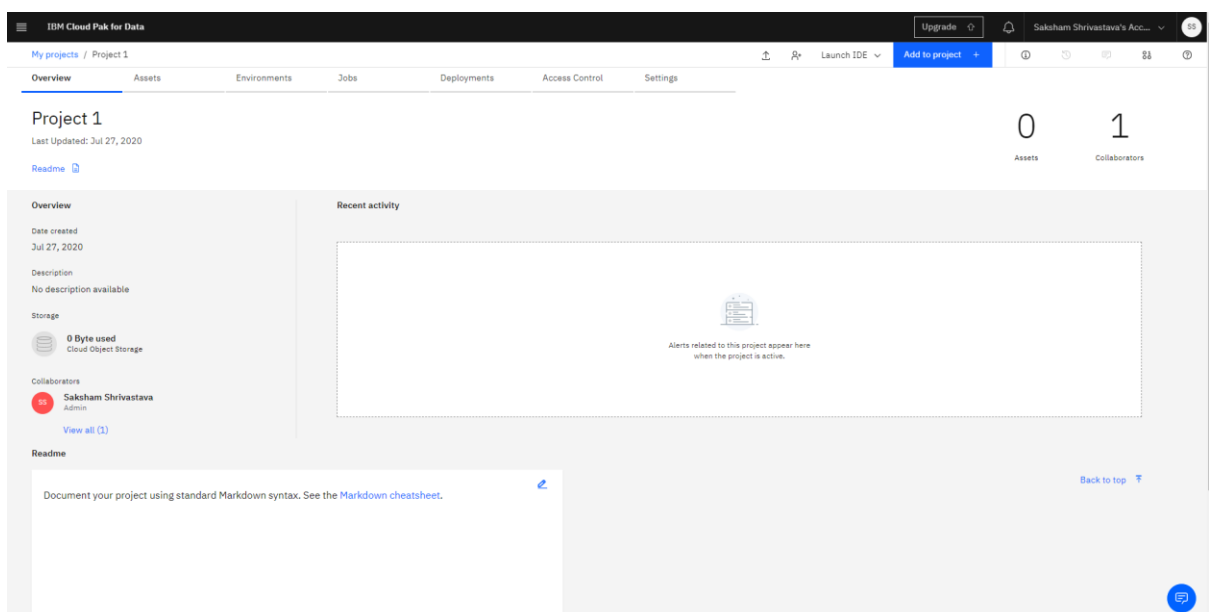 IBM Cloud Pak for Data
Upgrade
Saksham Shrivastava's Acc...
SS
My projects / Project 1
Launch IDE
Add to project +
Overview
Assets
Environments
Jobs
Deployments
Access Control
Settings
Project 1
Last Updated: Jul 27, 2020
Readme
0
Assets
1
Collaborators
Overview
Date created
Jul 27, 2020
Description
No description available
Storage
0 Byte used
Cloud Object Storage
Collaborators
SS
Saksham Shrivastava
Admin
View all (1)
Recent activity
Alerts related to this project appear here
when the project is active.
Readme
Document your project using standard Markdown syntax. See the Markdown cheatsheet.
Back to top